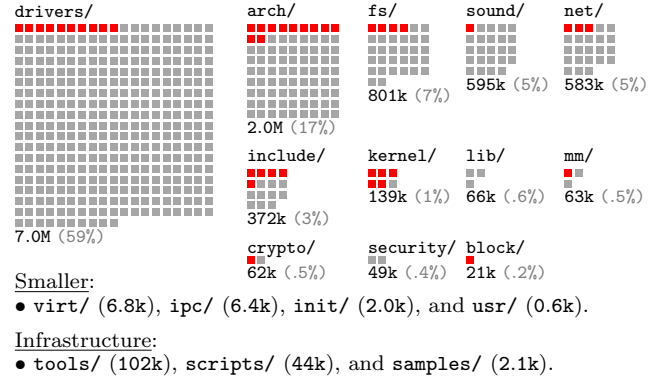 drivers/ arch/ fs/ sound/ net/
801k (7%) 595k (5%) 583k (5%)
2.0M (17%)
include/ kernel/ lib/ mm/
139k (1%) 66k (.6%) 63k (.5%)
372k (3%)
7.0M (59%)
crypto/ security/ block/
62k (.5%) 49k (.4%) 21k (.2%)
Smaller:
• virt/ (6.8k), ipc/ (6.4k), init/ (2.0k), and usr/ (0.6k).
Infrastructure:
• tools/ (102k), scripts/ (44k), and samples/ (2.1k).